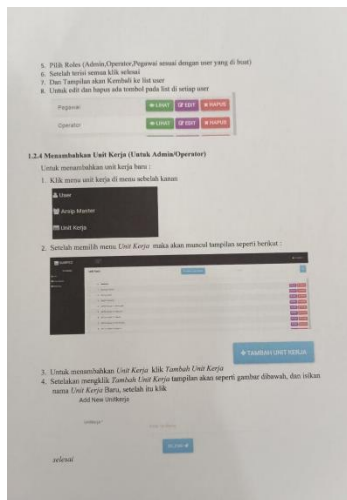 5. Pilih Roles (Admin,Operator,Pegawai sesuai dengan user yang di buat)
6. Setelah terisi semua klik selesai
7. Dan Tampilan akan Kembali ke list user
8. Untuk edit dan hapus ada tombol pada list di setiap user
Pegawai LIHAT EDIT HAPUS
Operator LIHAT EDIT HAPUS
1.2.4 Menambahkan Unit Kerja (Untuk Admin/Operator)
Untuk menambahkan unit kerja baru :
1. Klik menu unit kerja di menu sebelah kanan
User
Arsip Master
Unit Kerja
2. Setelah memilih menu Unit Kerja maka akan muncul tampilan seperti berikut :
+ TAMBAH UNIT KERJA
3. Untuk menambahkan Unit Kerja klik Tambah Unit Kerja
4. Setelakan mengklik Tambah Unit Kerja tampilan akan seperti gambar dibawah, dan isikan
nama Unit Kerja Baru, setelah itu klik
Add New Unitkerja
selesai